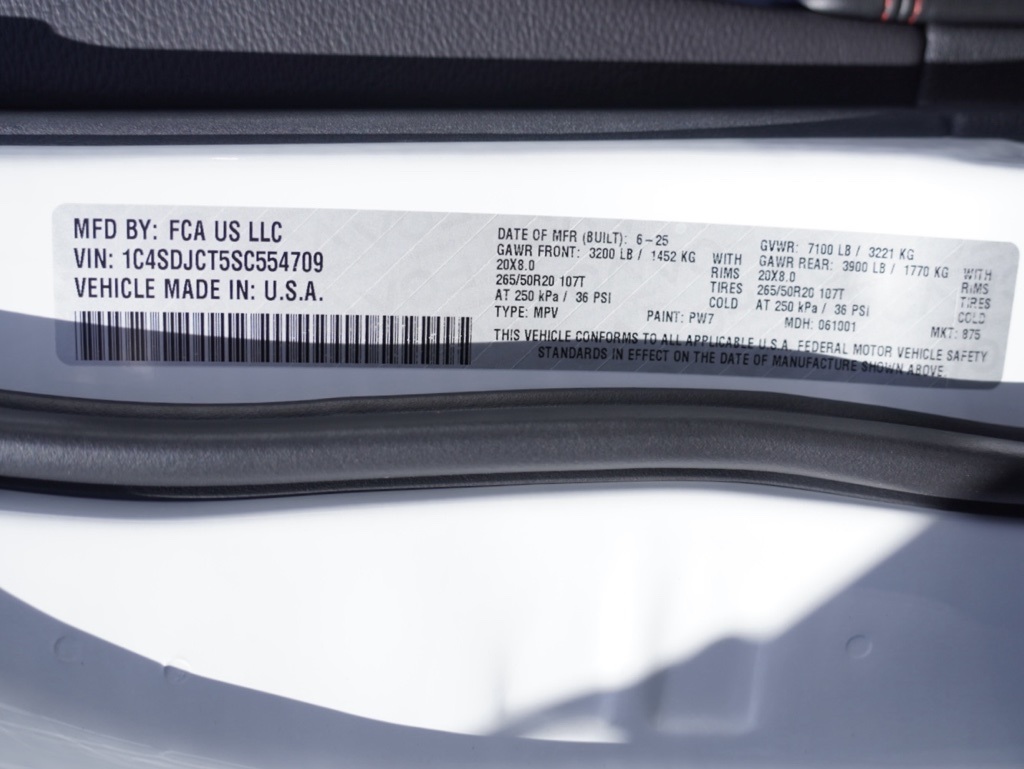 MFD BY: FCA US LLC
VIN: 1C4SDJCT5SC554709
VEHICLE MADE IN: U.S.A.
DATE OF MFR (BUILT): 6-25
GAWR FRONT: 3200 LB / 1452 KG WITH
20X8.0 RIMS
265/50R20 107T TIRES
AT 250 kPa / 36 PSI COLD
TYPE: MPV PAINT: PW7
GVWR: 7100 LB / 3221 KG
GAWR REAR: 3900 LB / 1770 KG WITH
20X8.0 RIMS
265/50R20 107T TIRES
AT 250 kPa / 36 PSI COLD
MDH: 061001 MKT: 875
THIS VEHICLE CONFORMS TO ALL APPLICABLE U.S.A. FEDERAL MOTOR VEHICLE SAFETY
STANDARDS IN EFFECT ON THE DATE OF MANUFACTURE SHOWN ABOVE.